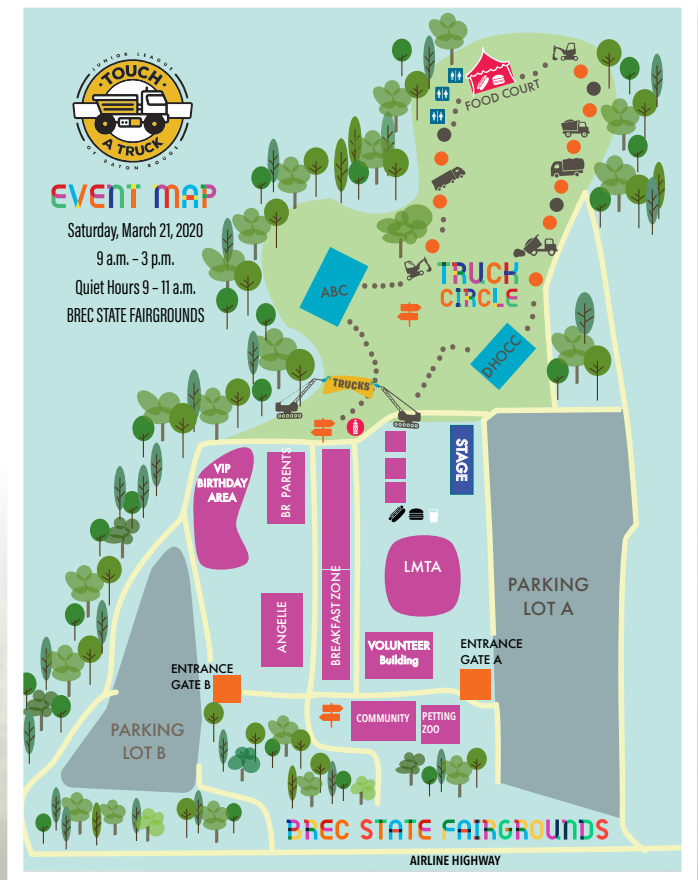 JUNIOR LEAGUE
TOUCH
A TRUCK
OF BATON ROUGE
EVENT MAP
Saturday, March 21, 2020
9 a.m. – 3 p.m.
Quiet Hours 9 – 11 a.m.
BREC STATE FAIRGROUNDS
FOOD COURT
ABC
TRUCK
CIRCLE
DHOCC
TRUCKS
VIP
BIRTHDAY
AREA
BR PARENTS
STAGE
LMTA
PARKING
LOT A
ANGELLE
BREAKFAST ZONE
VOLUNTEER
Building
ENTRANCE
GATE A
ENTRANCE
GATE B
COMMUNITY
PETTING
ZOO
PARKING
LOT B
BREC STATE FAIRGROUNDS
AIRLINE HIGHWAY